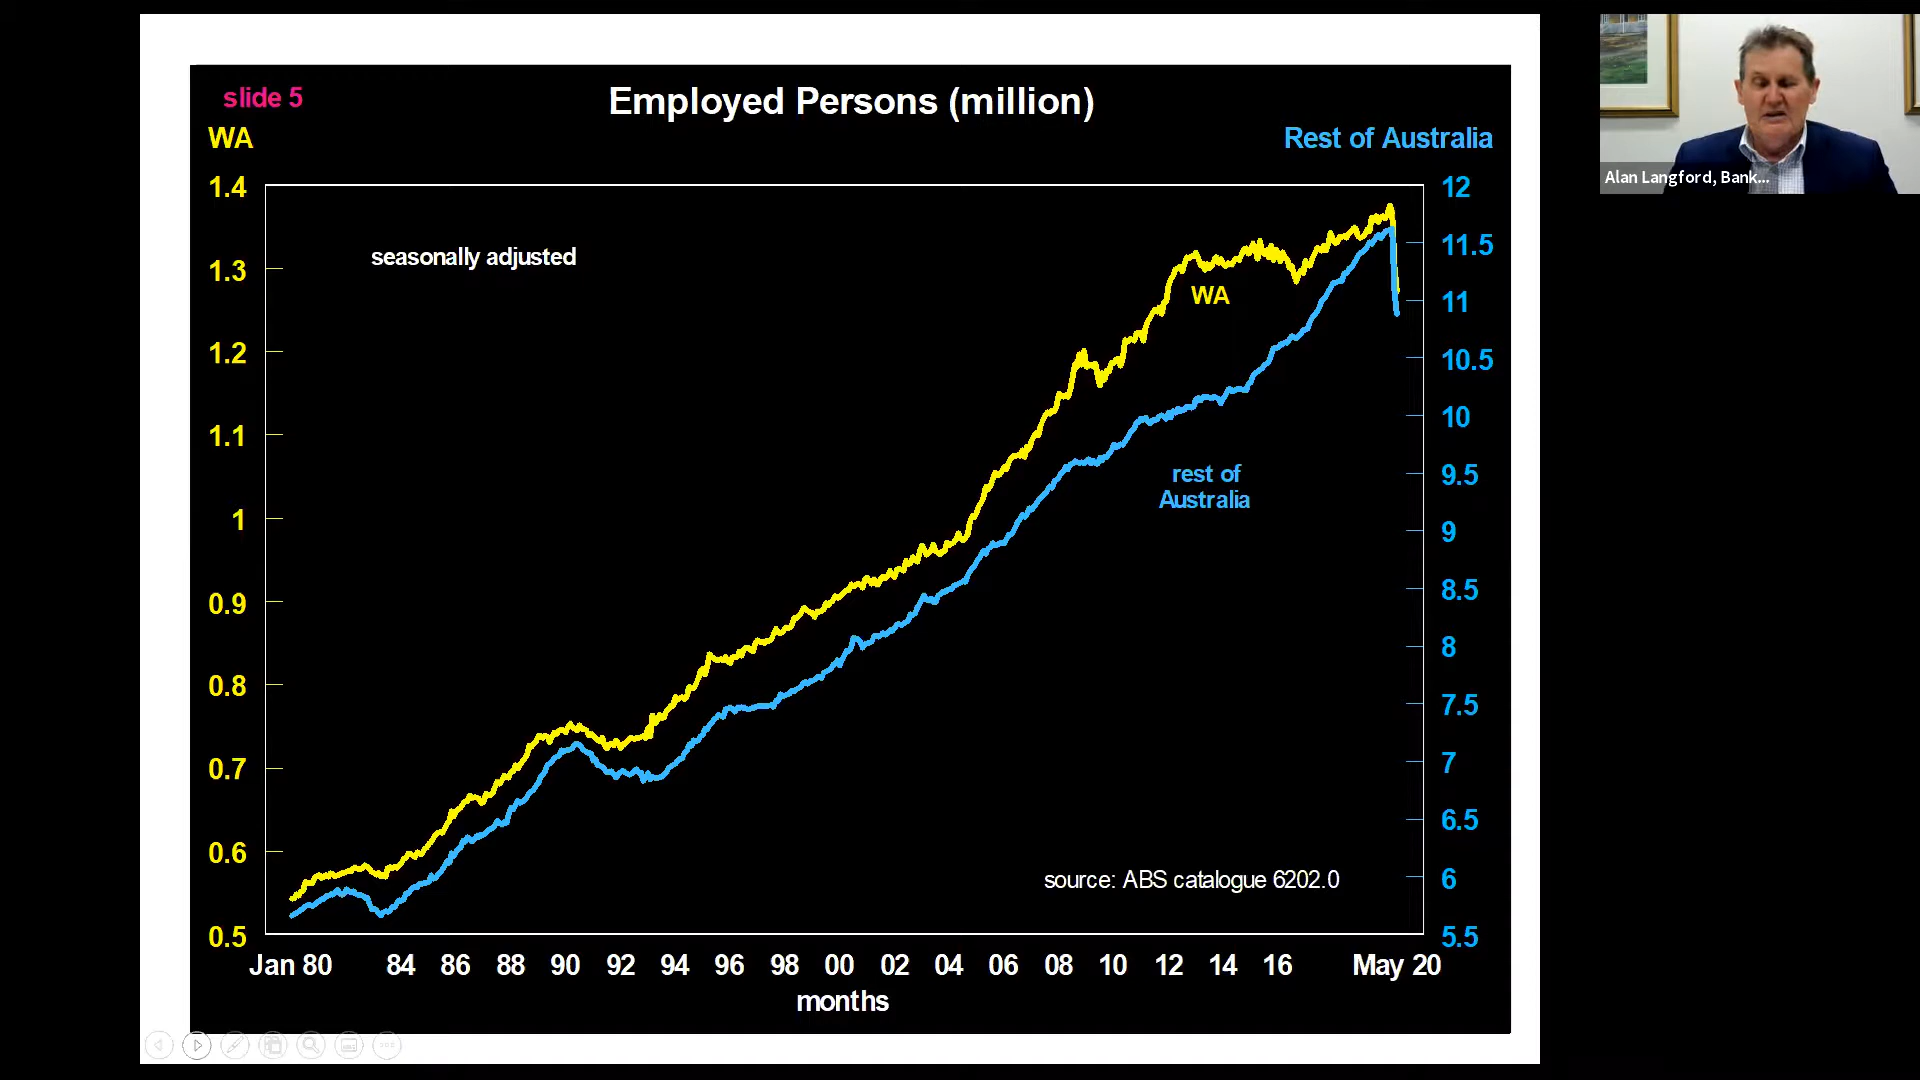 slide 5
Employed Persons (million)
WA
Rest of Australia
1.4
1.3
1.2
1.1
1
0.9
0.8
0.7
0.6
0.5
12
11.5
11
10.5
10
9.5
9
8.5
8
7.5
7
6.5
6
5.5
seasonally adjusted
WA
rest of
Australia
source: ABS catalogue 6202.0
Jan 80 84 86 88 90 92 94 96 98 00 02 04 06 08 10 12 14 16 May 20
months
Alan Langford, Bank...